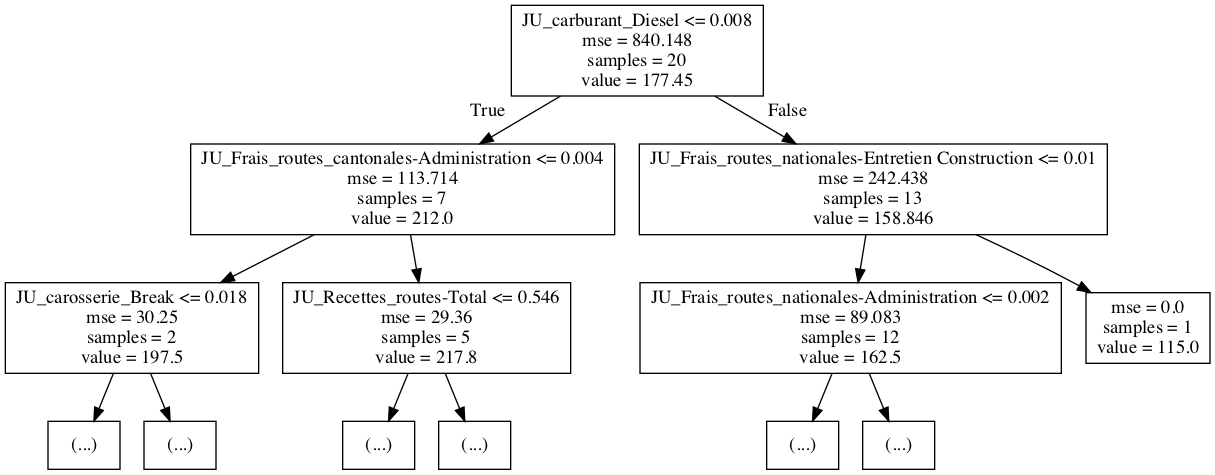 JU_carburant_Diesel <= 0.008
mse = 840.148
samples = 20
value = 177.45
True
False
JU_Frais_routes_cantonales-Administration <= 0.004
mse = 113.714
samples = 7
value = 212.0
JU_Frais_routes_nationales-Entretien Construction <= 0.01
mse = 242.438
samples = 13
value = 158.846
JU_carosserie_Break <= 0.018
mse = 30.25
samples = 2
value = 197.5
JU_Recettes_routes-Total <= 0.546
mse = 29.36
samples = 5
value = 217.8
JU_Frais_routes_nationales-Administration <= 0.002
mse = 89.083
samples = 12
value = 162.5
mse = 0.0
samples = 1
value = 115.0
(...)
(...)
(...)
(...)
(...)
(...)